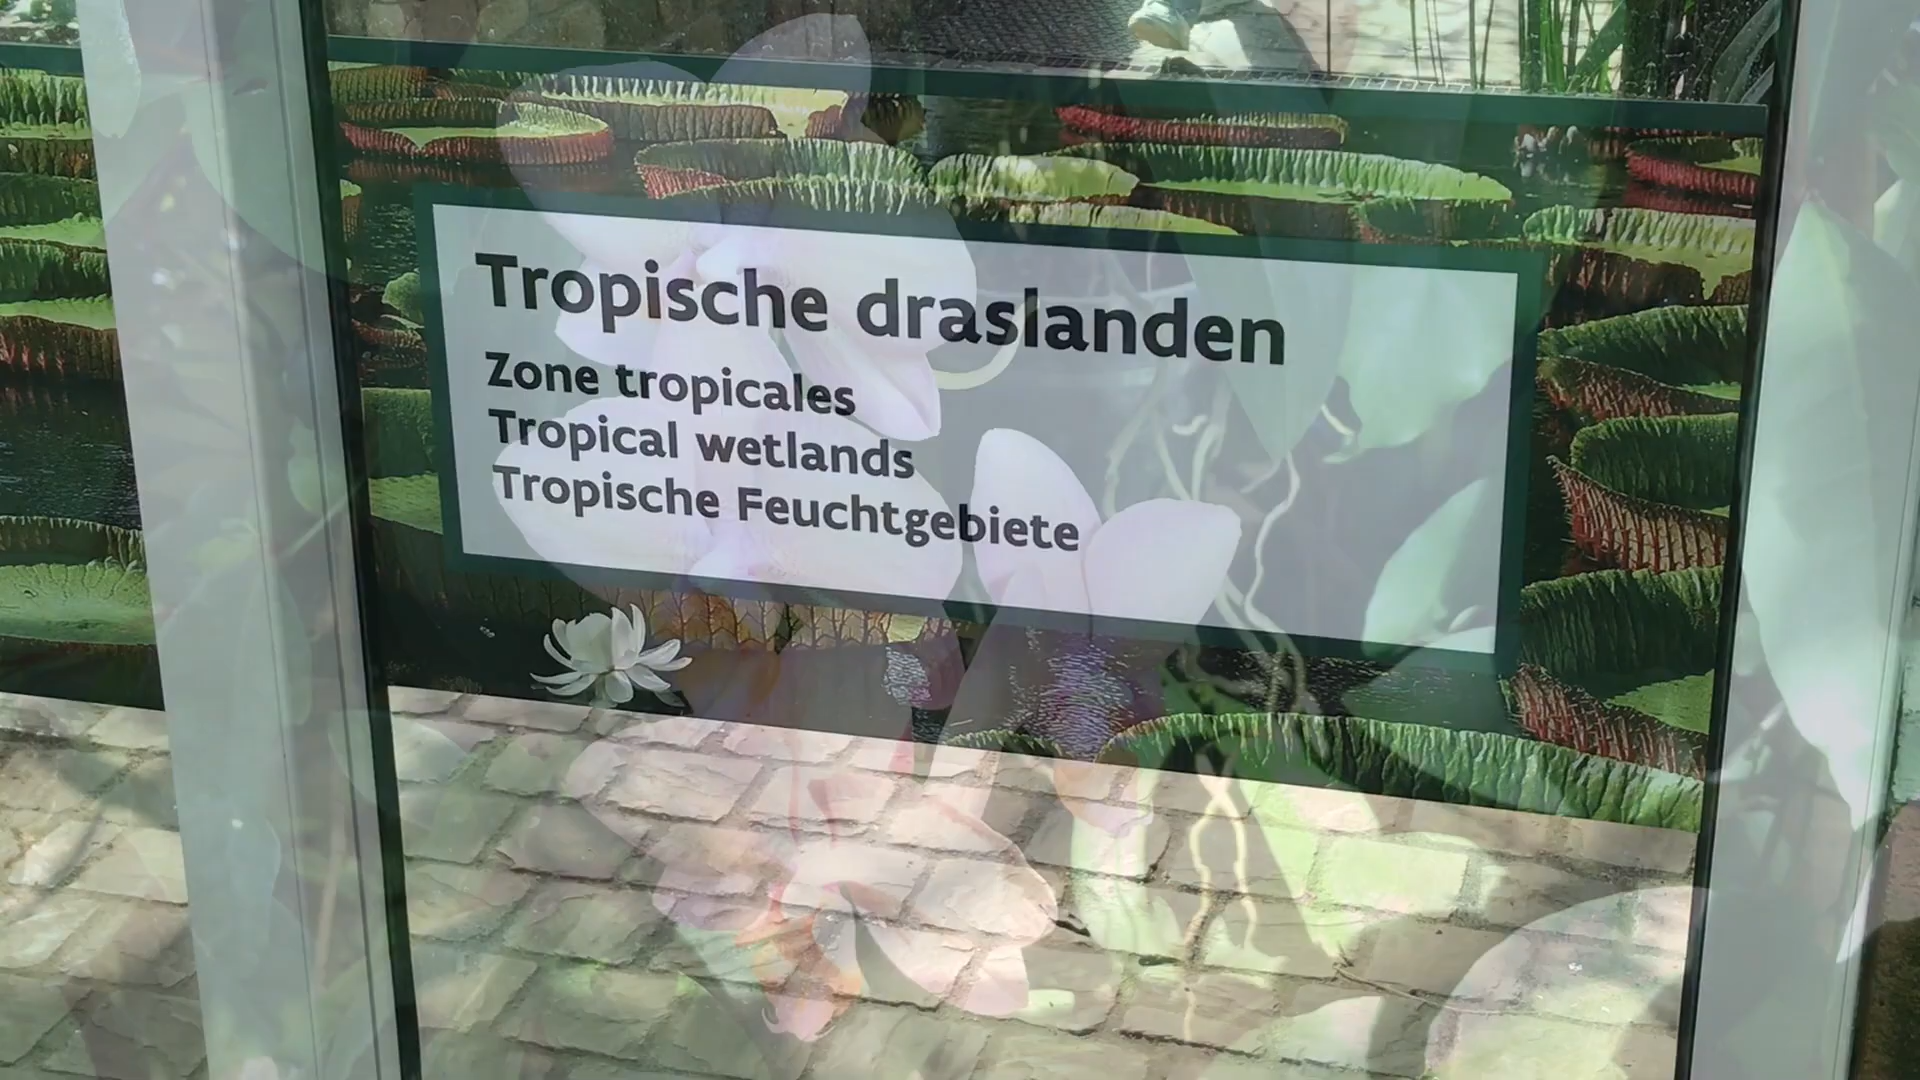 Tropische draslanden
Zone tropicales
Tropical wetlands
Tropische Feuchtgebiete